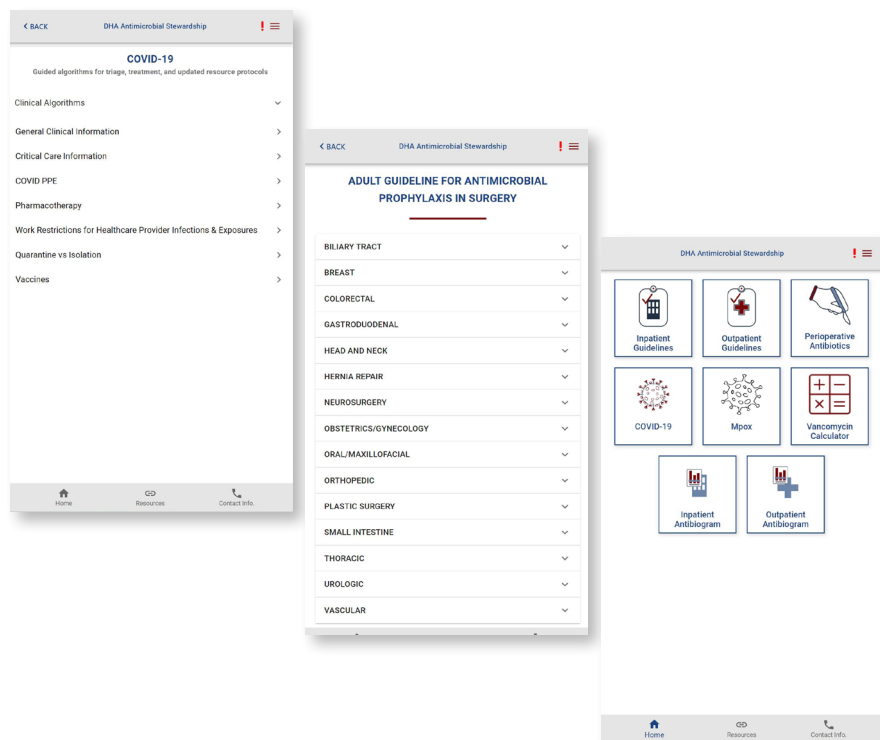 BACK
DHA Antimicrobial Stewardship
COVID-19
Guided algorithms for triage, treatment, and updated resource protocols
Clinical Algorithms
General Clinical Information
Critical Care Information
COVID PPE
Pharmacotherapy
Work Restrictions for Healthcare Provider Infections & Exposures
Quarantine vs Isolation
Vaccines
Home
Resources
Contact Info.
BACK
DHA Antimicrobial Stewardship
ADULT GUIDELINE FOR ANTIMICROBIAL
PROPHYLAXIS IN SURGERY
BILIARY TRACT
BREAST
COLORECTAL
GASTRODUODENAL
HEAD AND NECK
HERNIA REPAIR
NEUROSURGERY
OBSTETRICS/GYNECOLOGY
ORAL/MAXILLOFACIAL
ORTHOPEDIC
PLASTIC SURGERY
SMALL INTESTINE
THORACIC
UROLOGIC
VASCULAR
DHA Antimicrobial Stewardship
Inpatient
Guidelines
Outpatient
Guidelines
Perioperative
Antibiotics
COVID-19
Mpox
Vancomycin
Calculator
Inpatient
Antibiogram
Outpatient
Antibiogram
Home
Resources
Contact Info.